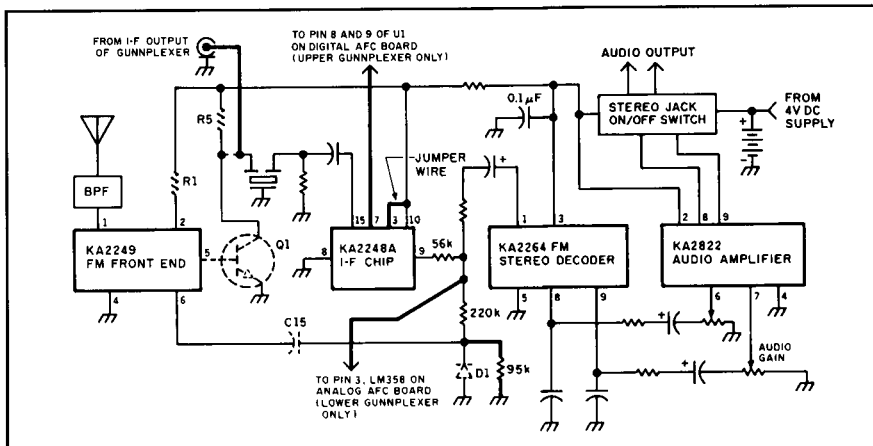 FROM I-F OUTPUT
OF GUNNPLEXER
TO PIN 8 AND 9 OF U1
ON DIGITAL AFC BOARD
(UPPER GUNNPLEXER
ONLY)
AUDIO OUTPUT
STEREO JACK
ON/OFF SWITCH
FROM
4V DC
SUPPLY
+
-
0.1µF
R5
R1
JUMPER
WIRE
+
BPF
1
2
15
7
3
10
1
3
2
8
9
KA2249
FM FRONT END
5
Q1
8
KA2248A
I-F CHIP
9
56k
KA2264 FM
STEREO DECODER
KA2822
AUDIO AMPLIFIER
4
6
5
8
9
6
7
4
220k
+
C15
AUDIO
GAIN
+
TO PIN 3, LM358 ON
ANALOG AFC BOARD
(LOWER GUNNPLEXER
ONLY)
D1
95k